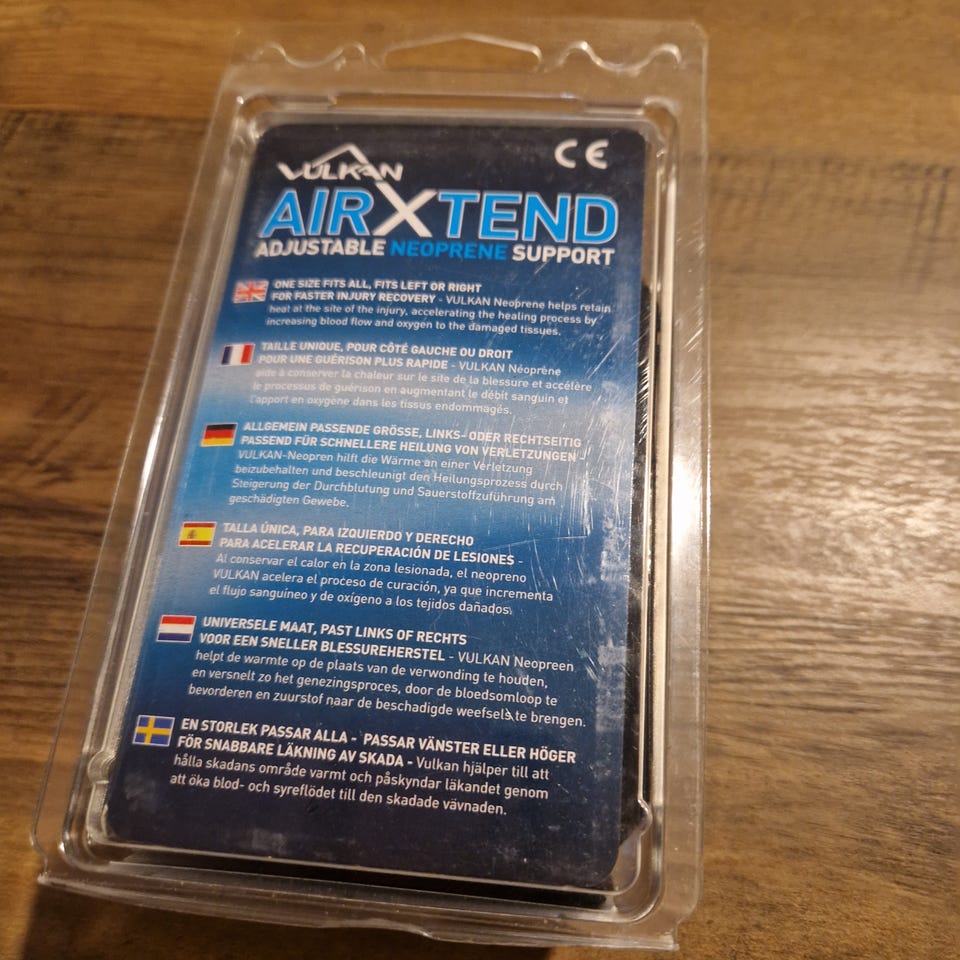 CE
VULKAN
AIRXTEND
ADJUSTABLE NEOPRENE SUPPORT
ONE SIZE FITS ALL, FITS LEFT OR RIGHT
FOR FASTER INJURY RECOVERY - VULKAN Neoprene helps retain
heat at the site of the injury, accelerating the healing process by
increasing blood flow and oxygen to the damaged tissues.
TAILLE UNIQUE, POUR CÔTÉ GAUCHE OU DROIT
POUR UNE GUÉRISON PLUS RAPIDE - VULKAN Néoprène
aide à conserver la chaleur sur le site de la blessure et accélère
le processus de guérison en augmentant le débit sanguin et
l'apport en oxygène dans les tissus endommagés.
ALLGEMEIN PASSENDE GRÖSSE, LINKS- ODER RECHTSEITIG
PASSEND FÜR SCHNELLERE HEILUNG VON VERLETZUNGEN -
VULKAN-Neopren hilft die Wärme an einer Verletzung
beizubehalten und beschleunigt den Heilungsprozess durch
Steigerung der Durchblutung und Sauerstoffzuführung am
geschädigten Gewebe.
TALLA ÚNICA, PARA IZQUIERDO Y DERECHO
PARA ACELERAR LA RECUPERACIÓN DE LESIONES -
Al conservar el calor en la zona lesionada, el neopreno
VULKAN acelera el proceso de curación, ya que incrementa
el flujo sanguíneo y de oxígeno a los tejidos dañados.
UNIVERSELE MAAT, PAST LINKS OF RECHTS
VOOR EEN SNELLER BLESSUREHERSTEL - VULKAN Neopreen
helpt de warmte op de plaats van de verwonding te houden,
en versnelt zo het genezingsproces, door de bloedsomloop te
bevorderen en zuurstof naar de beschadigde weefsels te brengen.
EN STORLEK PASSAR ALLA - PASSAR VÄNSTER ELLER HÖGER
FÖR SNABBARE LÄKNING AV SKADA - Vulkan hjälper till att
hålla skadans område varmt och påskyndar läkandet genom
att öka blod- och syreflödet till den skadade vävnaden.